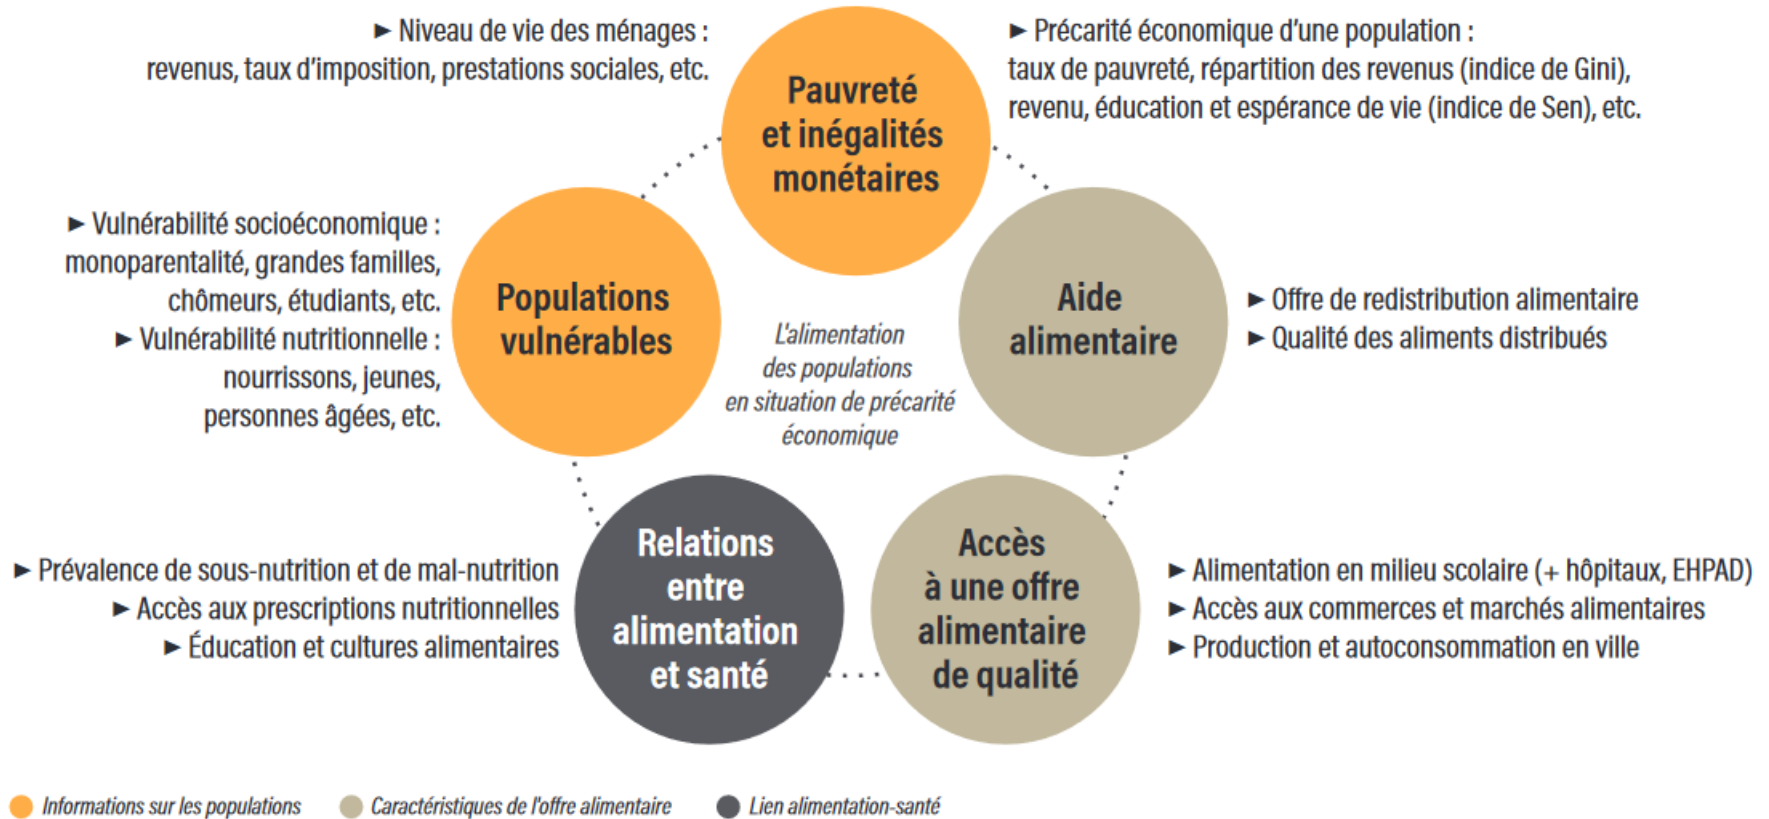 ► Niveau de vie des ménages :
revenus, taux d'imposition, prestations sociales, etc.
Pauvreté
et inégalités
monétaires
► Précarité économique d'une population :
taux de pauvreté, répartition des revenus (indice de Gini),
revenu, éducation et espérance de vie (indice de Sen), etc.
► Vulnérabilité socioéconomique :
monoparentalité, grandes familles,
chômeurs, étudiants, etc.
► Vulnérabilité nutritionnelle :
nourrissons, jeunes,
personnes âgées, etc.
Populations
vulnérables
L'alimentation
des populations
en situation de précarité
économique
Aide
alimentaire
► Offre de redistribution alimentaire
► Qualité des aliments distribués
► Prévalence de sous-nutrition et de mal-nutrition
► Accès aux prescriptions nutritionnelles
► Éducation et cultures alimentaires
Relations
entre
alimentation
et santé
Accès
à une offre
alimentaire
de qualité
► Alimentation en milieu scolaire (+ hôpitaux, EHPAD)
► Accès aux commerces et marchés alimentaires
► Production et autoconsommation en ville
Informations sur les populations
Caractéristiques de l'offre alimentaire
Lien alimentation-santé